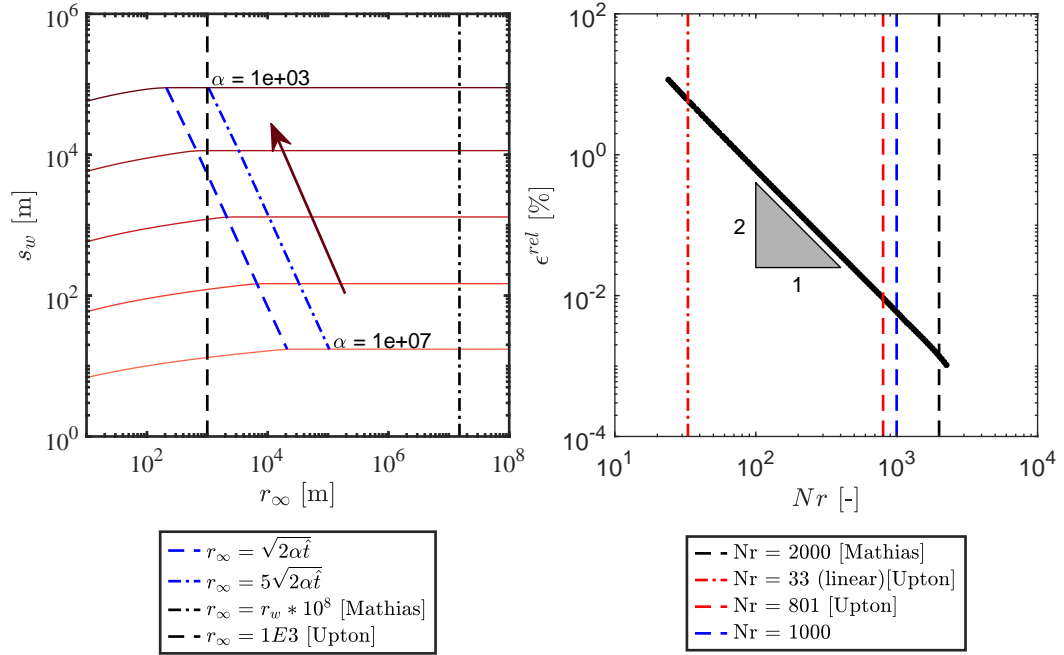 10^6
10^4
10^2
10^0
s_w [m]
α = 1e+03
α = 1e+07
10^2 10^4 10^6 10^8
r_∞ [m]
r_∞ = √(2αt̂)
r_∞ = 5√(2αt̂)
r_∞ = r_w * 10^8 [Mathias]
r_∞ = 1E3 [Upton]
10^2
10^0
10^-2
10^-4
ϵ^rel [%]
2
1
10^1 10^2 10^3 10^4
Nr [-]
Nr = 2000 [Mathias]
Nr = 33 (linear)[Upton]
Nr = 801 [Upton]
Nr = 1000